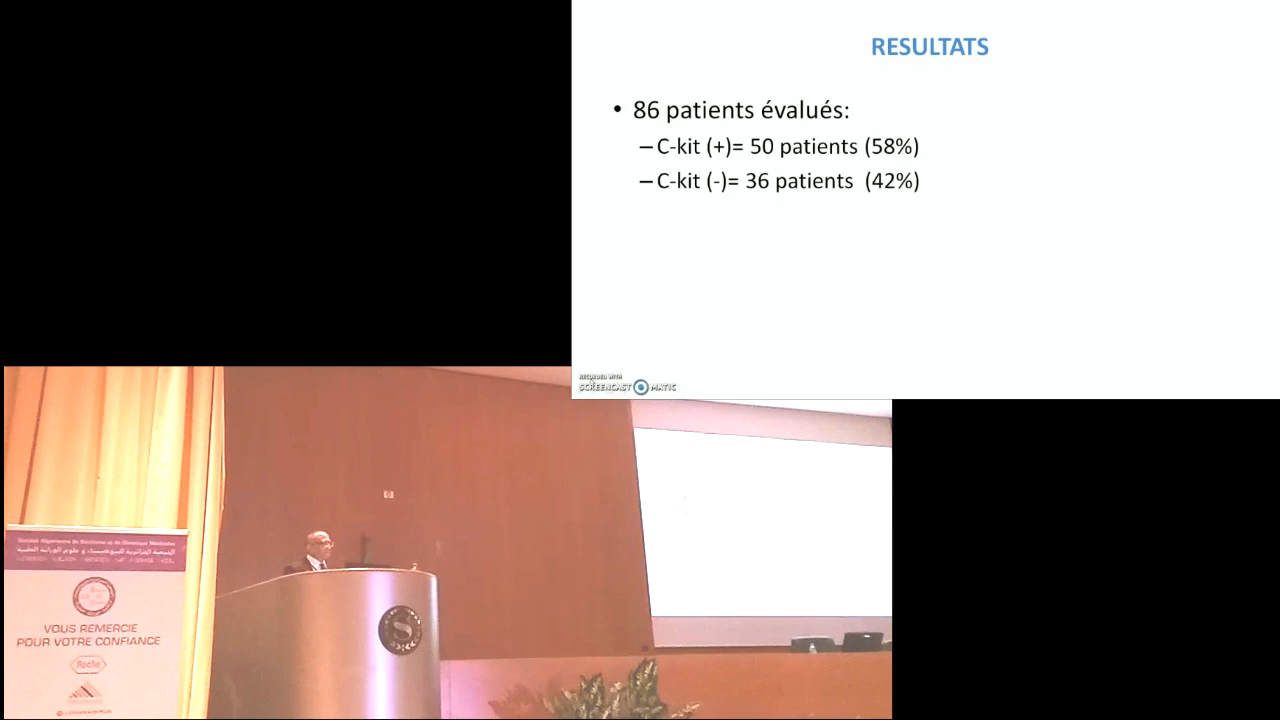 RESULTATS
• 86 patients évalués:
– C-kit (+)= 50 patients (58%)
– C-kit (-)= 36 patients (42%)
RECORDED WITH
SCREENCAST MATIC
VOUS REMERCIE
POUR VOTRE CONFIANCE
Roche
S